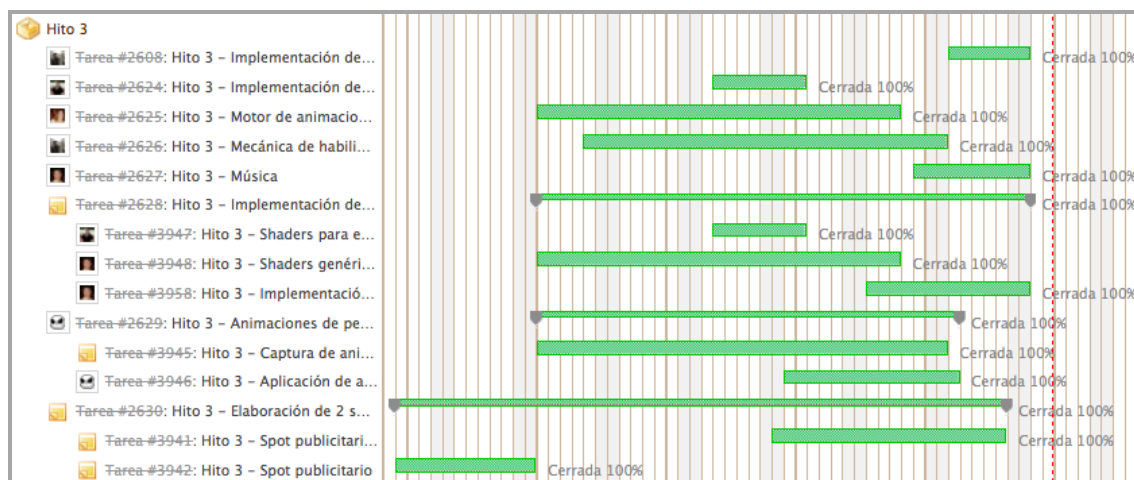 Hito 3
Tarea #2608: Hito 3 – Implementación de... Cerrada 100%
Tarea #2624: Hito 3 – Implementación de... Cerrada 100%
Tarea #2625: Hito 3 – Motor de animacio... Cerrada 100%
Tarea #2626: Hito 3 – Mecánica de habili... Cerrada 100%
Tarea #2627: Hito 3 – Música Cerrada 100%
Tarea #2628: Hito 3 – Implementación de... Cerrada 100%
Tarea #3947: Hito 3 – Shaders para e... Cerrada 100%
Tarea #3948: Hito 3 – Shaders genéri... Cerrada 100%
Tarea #3958: Hito 3 – Implementació... Cerrada 100%
Tarea #2629: Hito 3 – Animaciones de pe... Cerrada 100%
Tarea #3945: Hito 3 – Captura de ani... Cerrada 100%
Tarea #3946: Hito 3 – Aplicación de a... Cerrada 100%
Tarea #2630: Hito 3 – Elaboración de 2 s... Cerrada 100%
Tarea #3941: Hito 3 – Spot publicitari... Cerrada 100%
Tarea #3942: Hito 3 – Spot publicitario Cerrada 100%